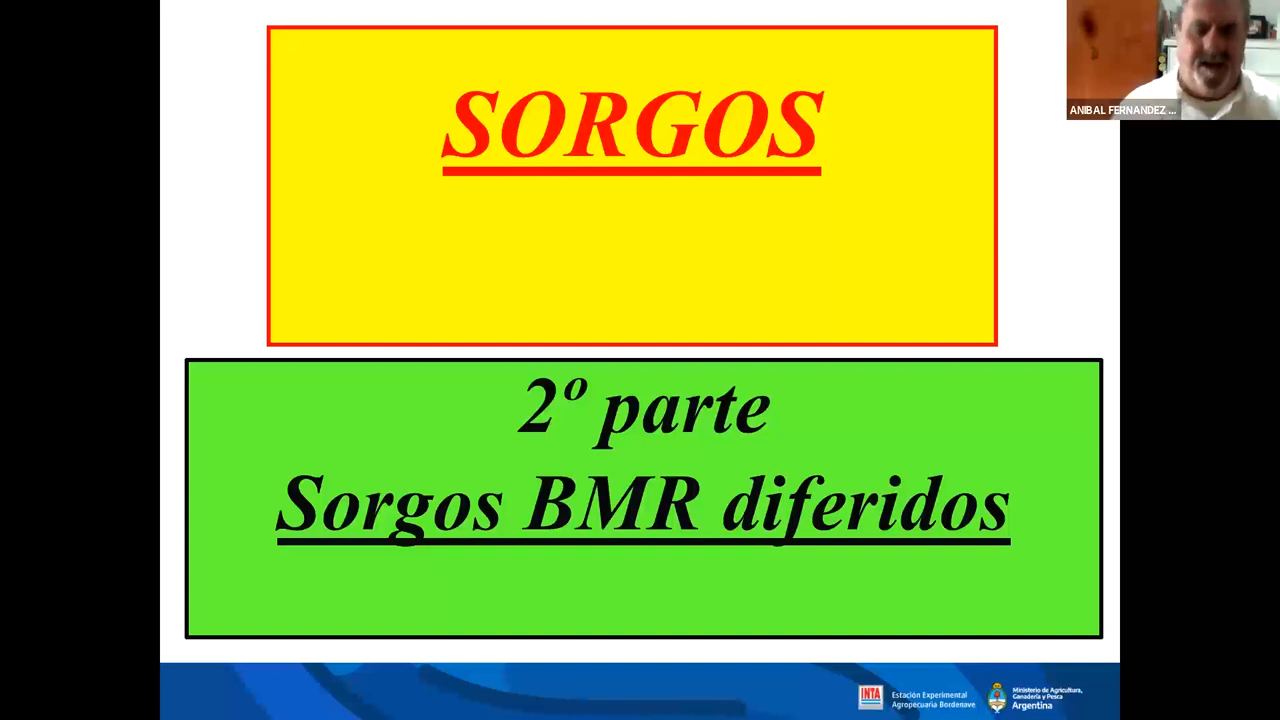 SORGOS
ANIBAL FERNANDEZ ...
2º parte
Sorgos BMR diferidos
INTA
Estación Experimental
Agropecuaria Bordenave
Ministerio de Agricultura,
Ganadería y Pesca
Argentina